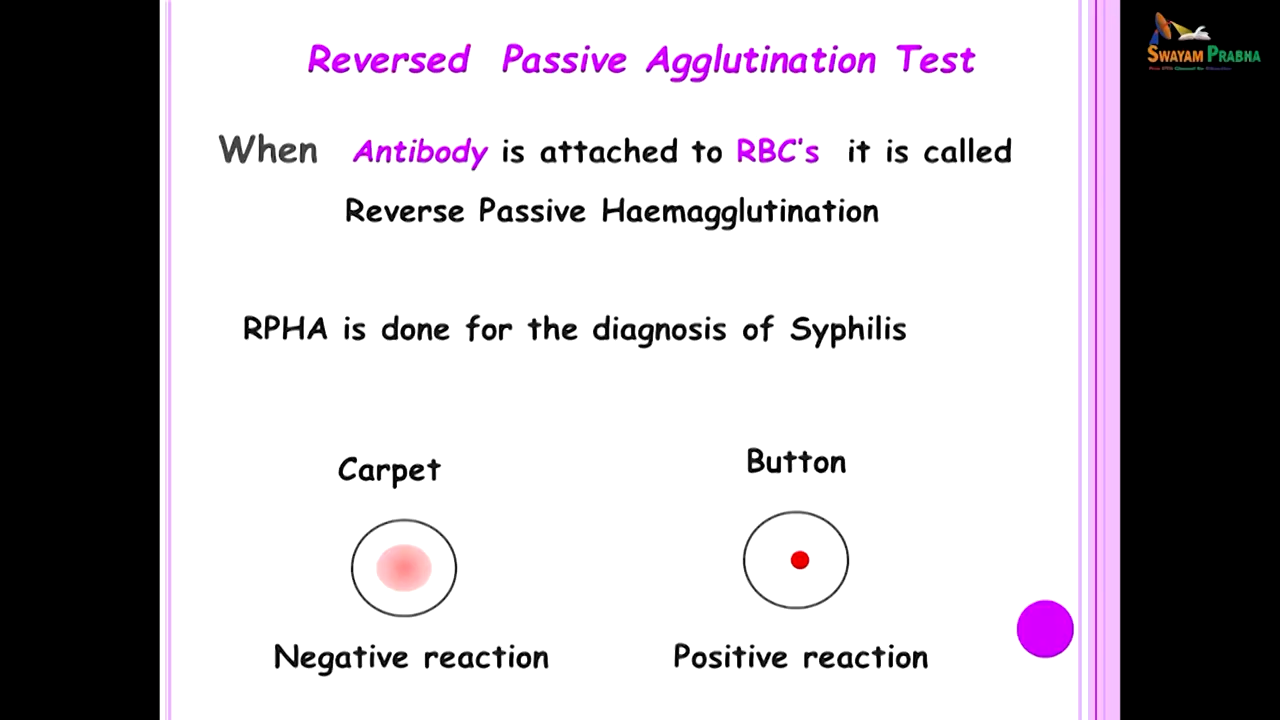 Reversed Passive Agglutination Test
SWAYAM PRABHA
When Antibody is attached to RBC's it is called
Reverse Passive Haemagglutination
RPHA is done for the diagnosis of Syphilis
Carpet
Button
Negative reaction
Positive reaction